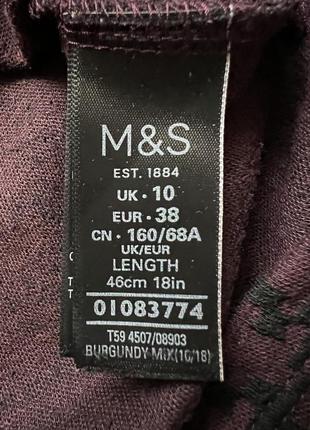 M&S
EST. 1884
UK · 10
EUR · 38
CN · 160/68A
UK/EUR
LENGTH
46cm 18in
01083774
T59 4507/08903
BURGUNDY MIX(10/18)